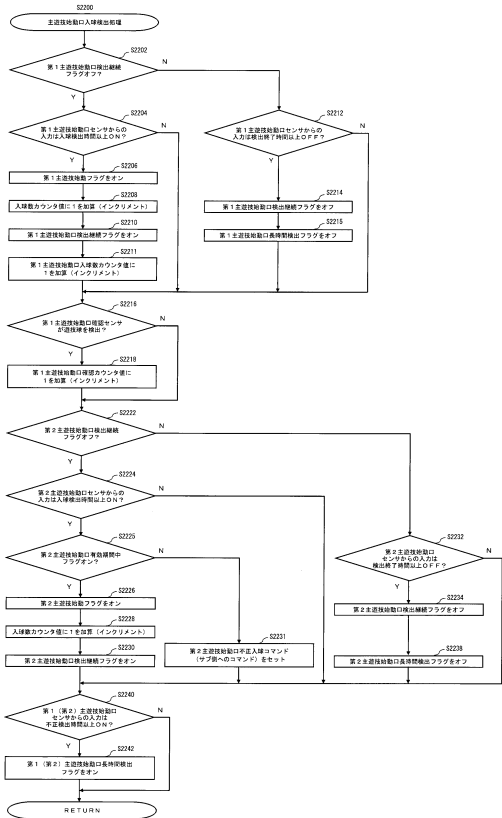 S2200
主遊技始動口入球検出処理
S2202
第1主遊技始動口検出継続
フラグオフ？
N
Y
S2204
第1主遊技始動口センサからの
入力は入球検出時間以上ON？
N
Y
S2212
第1主遊技始動口センサからの
入力は検出終了時間以上OFF？
N
Y
S2206
第1主遊技始動フラグをオン
S2208
入球数カウンタ値に1を加算（インクリメント）
S2210
第1主遊技始動口検出継続フラグをオン
S2211
第1主遊技始動口入球数カウンタ値に
1を加算（インクリメント）
S2214
第1主遊技始動口検出継続フラグをオフ
S2215
第1主遊技始動口長時間検出フラグをオフ
S2216
第1主遊技始動口確認センサ
が遊技球を検出？
N
Y
S2218
第1主遊技始動口確認カウンタ値に
1を加算（インクリメント）
S2222
第2主遊技始動口検出継続
フラグオフ？
N
Y
S2224
第2主遊技始動口センサからの
入力は入球検出時間以上ON？
N
Y
S2225
第2主遊技始動口有効期間中
フラグオン？
N
Y
S2232
第2主遊技始動口
センサからの入力は
検出終了時間以上OFF？
N
Y
S2226
第2主遊技始動フラグをオン
S2228
入球数カウンタ値に1を加算（インクリメント）
S2230
第2主遊技始動口検出継続フラグをオン
S2231
第2主遊技始動口不正入球コマンド
（サブ側へのコマンド）をセット
S2234
第2主遊技始動口検出継続フラグをオフ
S2238
第2主遊技始動口長時間検出フラグをオフ
S2240
第1（第2）主遊技始動口
センサからの入力は
不正検出時間以上ON？
N
Y
S2242
第1（第2）主遊技始動口長時間検出
フラグをオン
RETURN